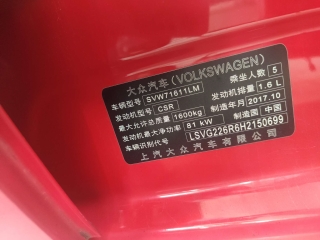 大众汽车(VOLKSWAGEN)
车辆型号 SVW71611LM 乘坐人数 5
发动机型号 CSR 发动机排量 1.6 L
最大允许总质量 1600kg 制造年月 2017.10
发动机最大净功率 81 kW 制造国 中国
车辆识别代号 LSVG226R6H2150699
上汽大众汽车有限公司